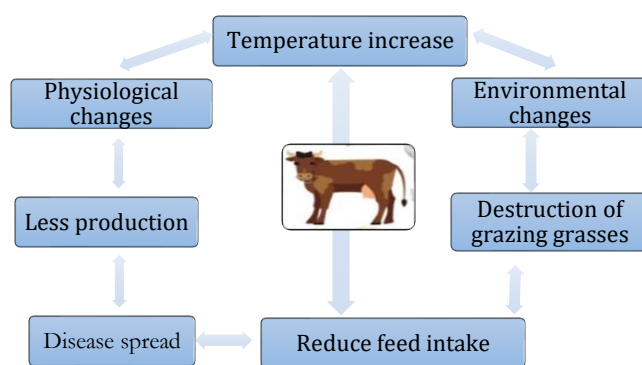 Temperature increase
Physiological
changes
Environmental
changes
Less production
Destruction of
grazing grasses
Disease spread
Reduce feed intake